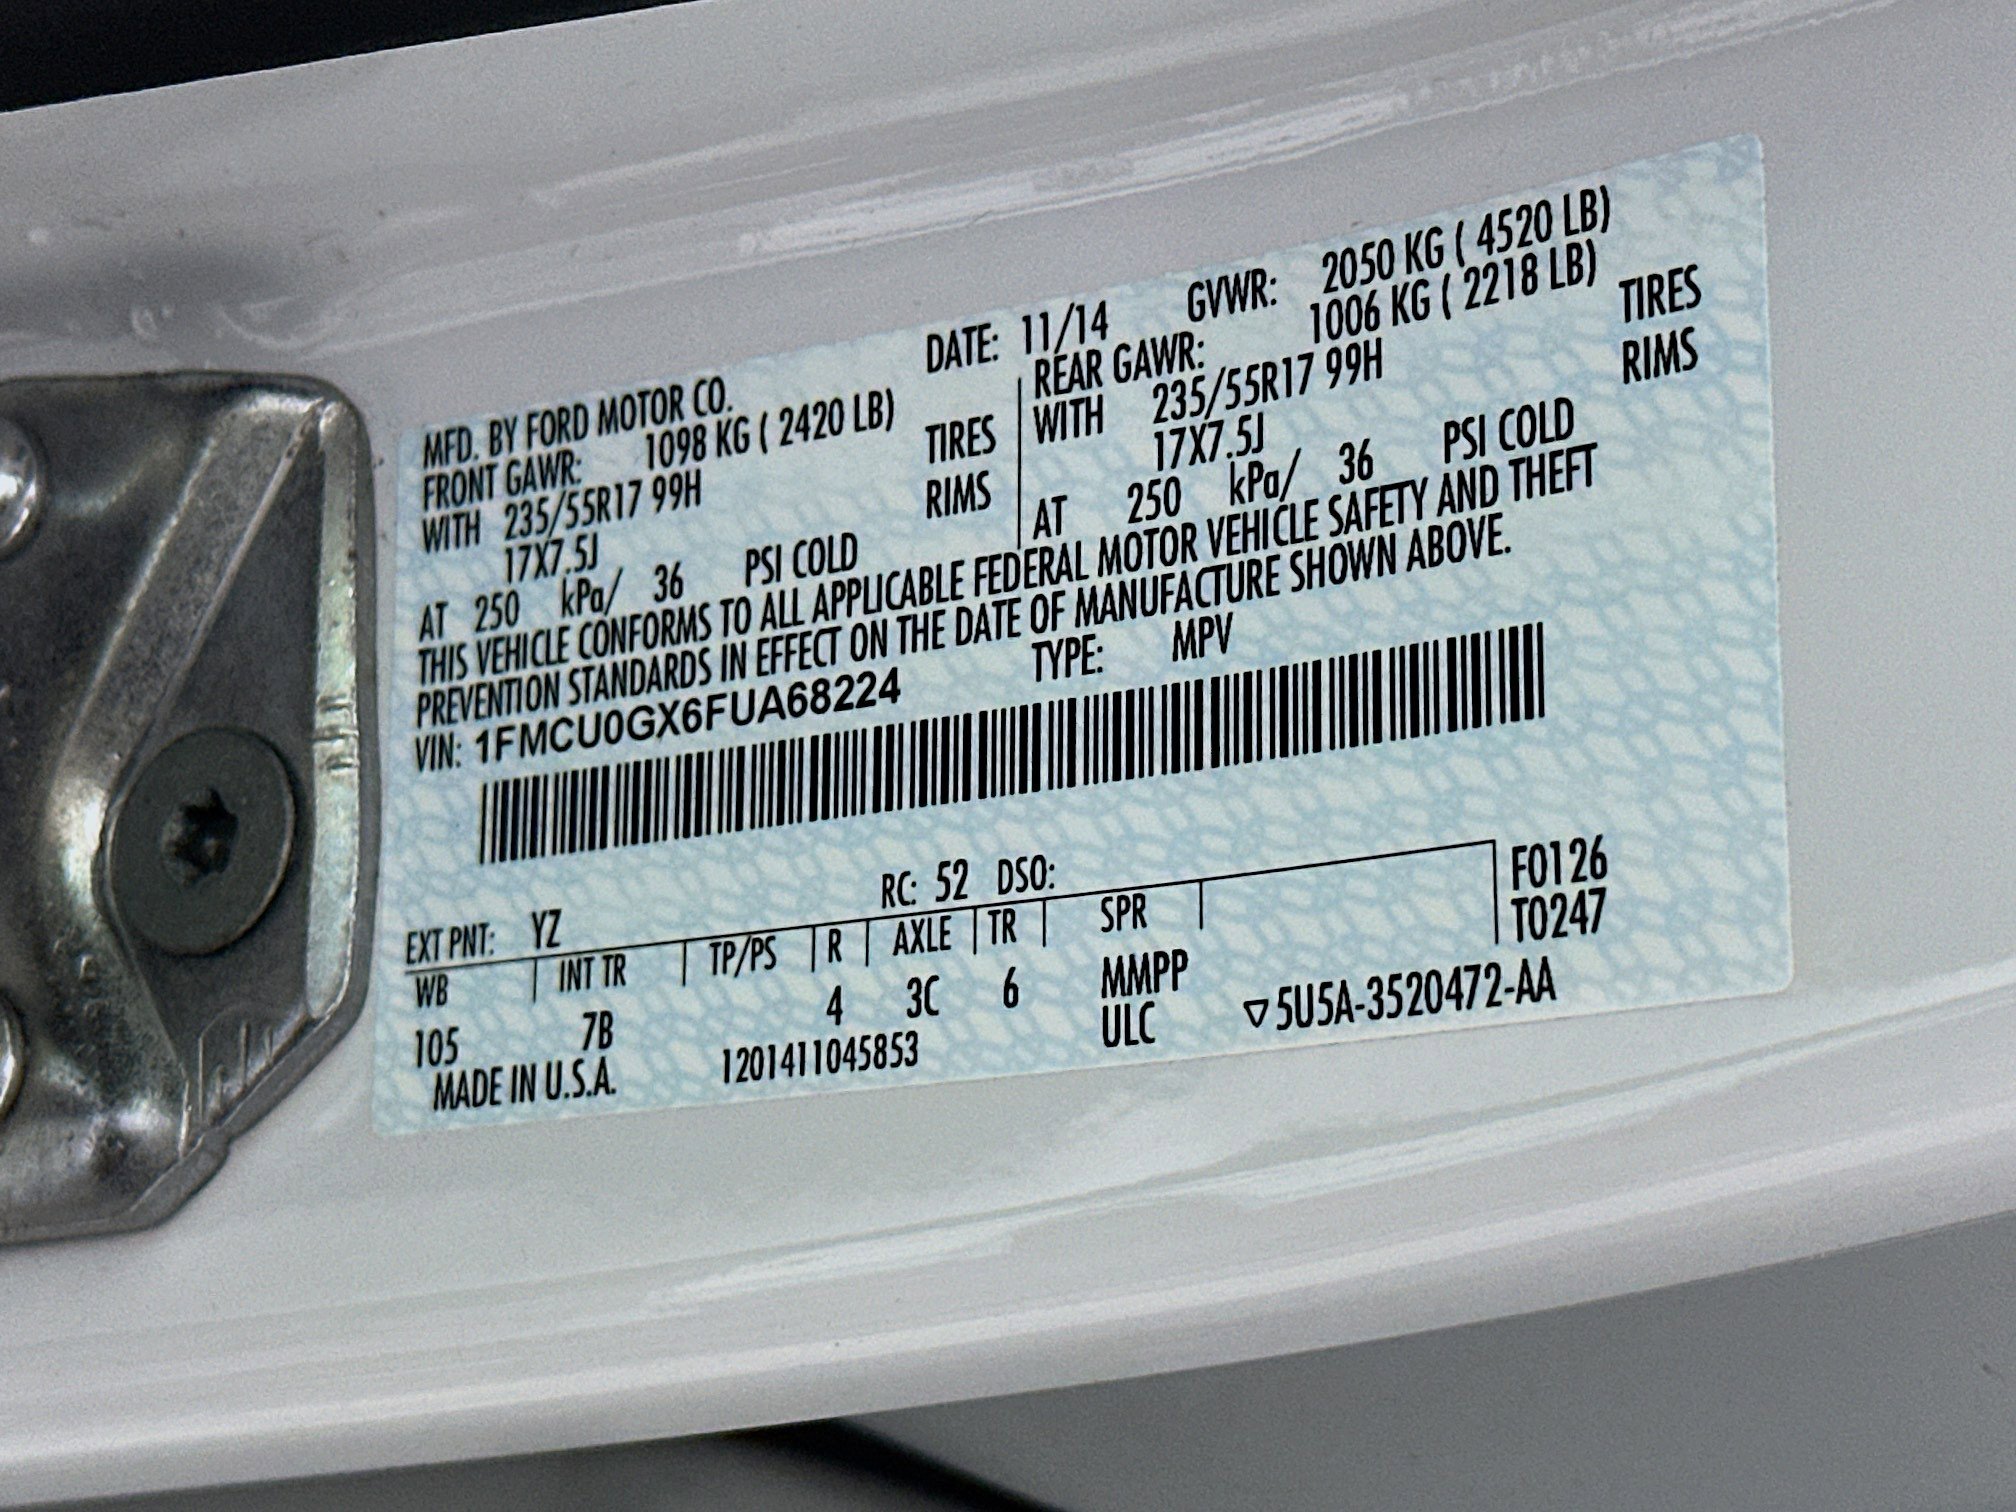 MFD. BY FORD MOTOR CO. DATE: 11/14 GVWR: 2050 KG ( 4520 LB)
FRONT GAWR: 1098 KG ( 2420 LB) REAR GAWR: 1006 KG ( 2218 LB)
WITH 235/55R17 99H TIRES WITH 235/55R17 99H TIRES
17X7.5J RIMS 17X7.5J RIMS
AT 250 kPa/ 36 PSI COLD AT 250 kPa/ 36 PSI COLD
THIS VEHICLE CONFORMS TO ALL APPLICABLE FEDERAL MOTOR VEHICLE SAFETY AND THEFT
PREVENTION STANDARDS IN EFFECT ON THE DATE OF MANUFACTURE SHOWN ABOVE.
VIN: 1FMCU0GX6FUA68224 TYPE: MPV
EXT PNT: YZ RC: 52 DSO: F0126
WB INT TR TP/PS R AXLE TR SPR T0247
105 7B 4 3C 6 MMPP
MADE IN U.S.A. 1201411045853 ULC ▽5U5A-3520472-AA